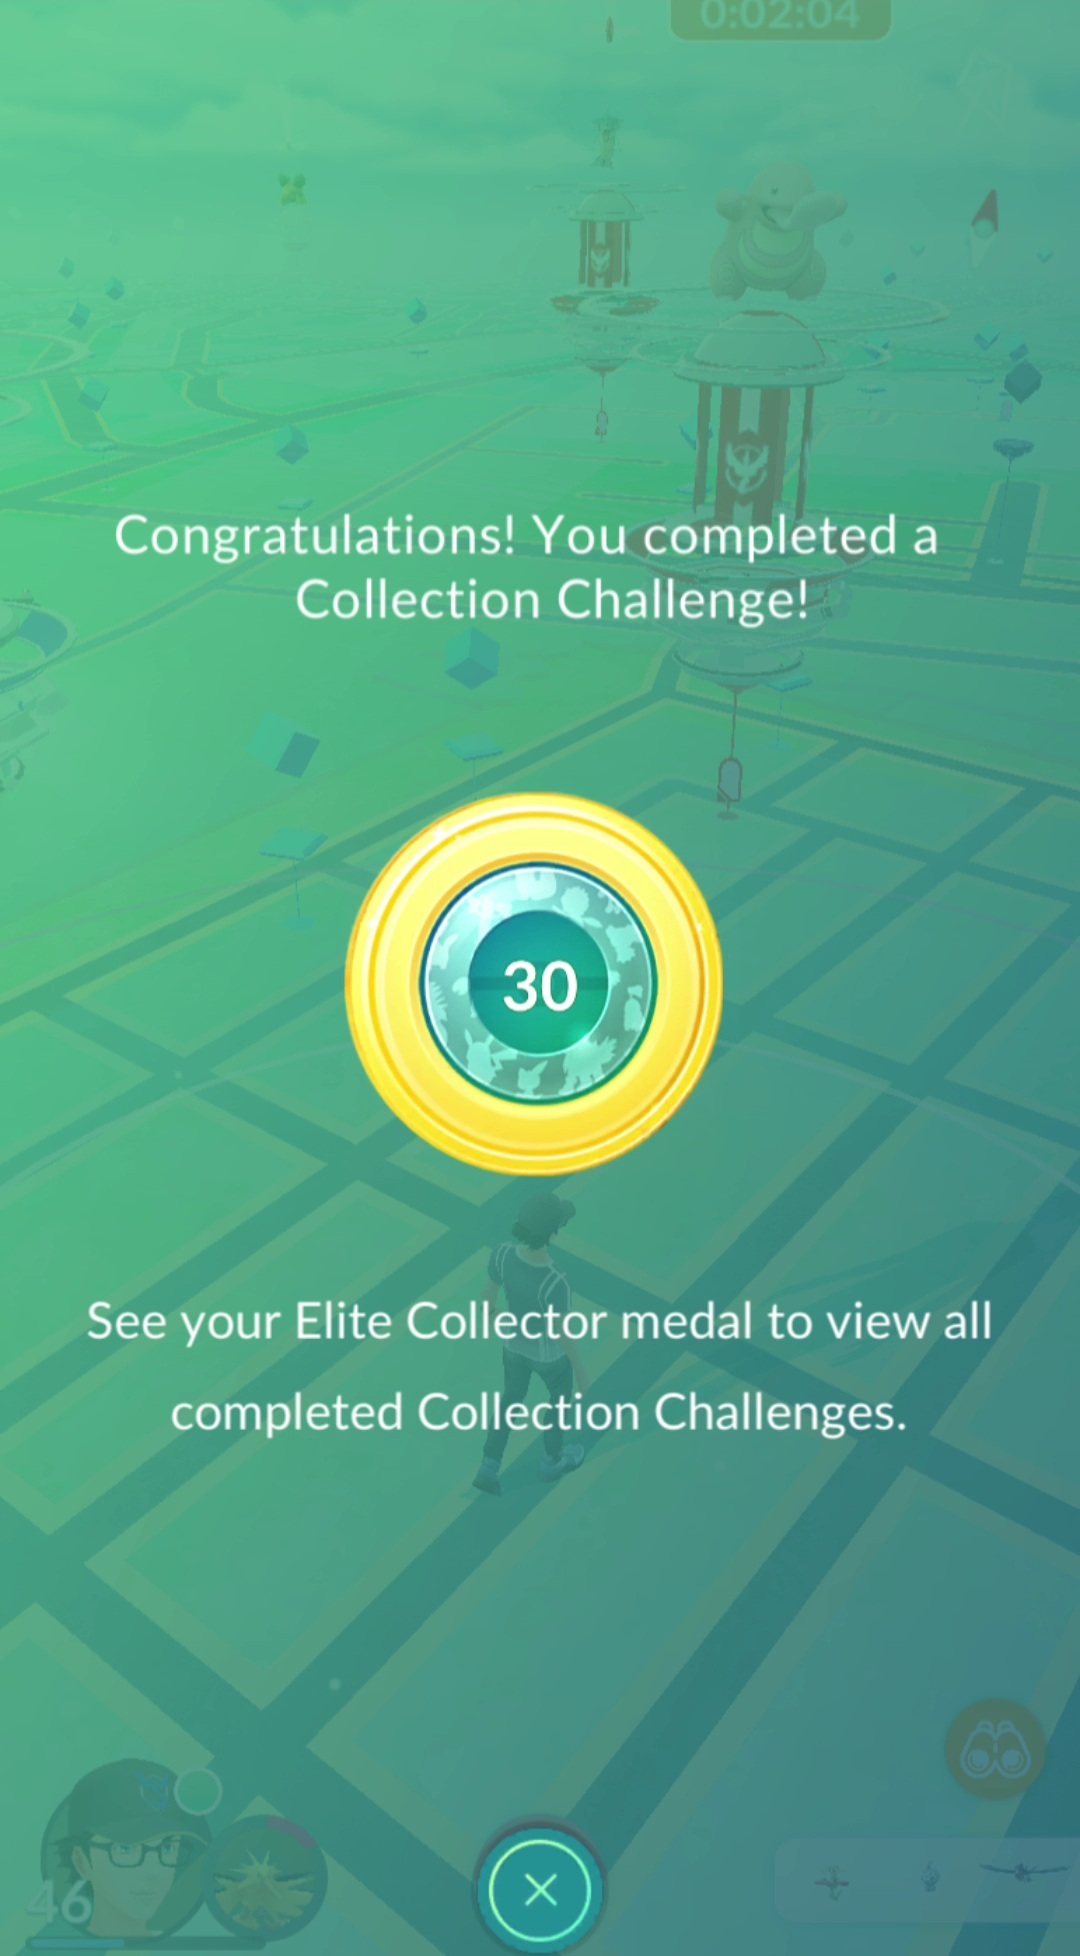 0:02:04
Congratulations! You completed a
Collection Challenge!
30
See your Elite Collector medal to view all
completed Collection Challenges.
46